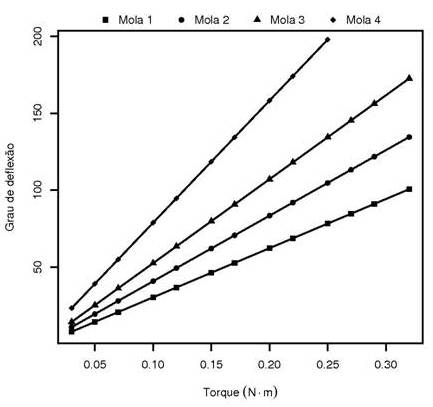 Mola 1 Mola 2 Mola 3 Mola 4
200
150
100
50
Grau de deflexão
0.05 0.10 0.15 0.20 0.25 0.30
Torque (N·m)